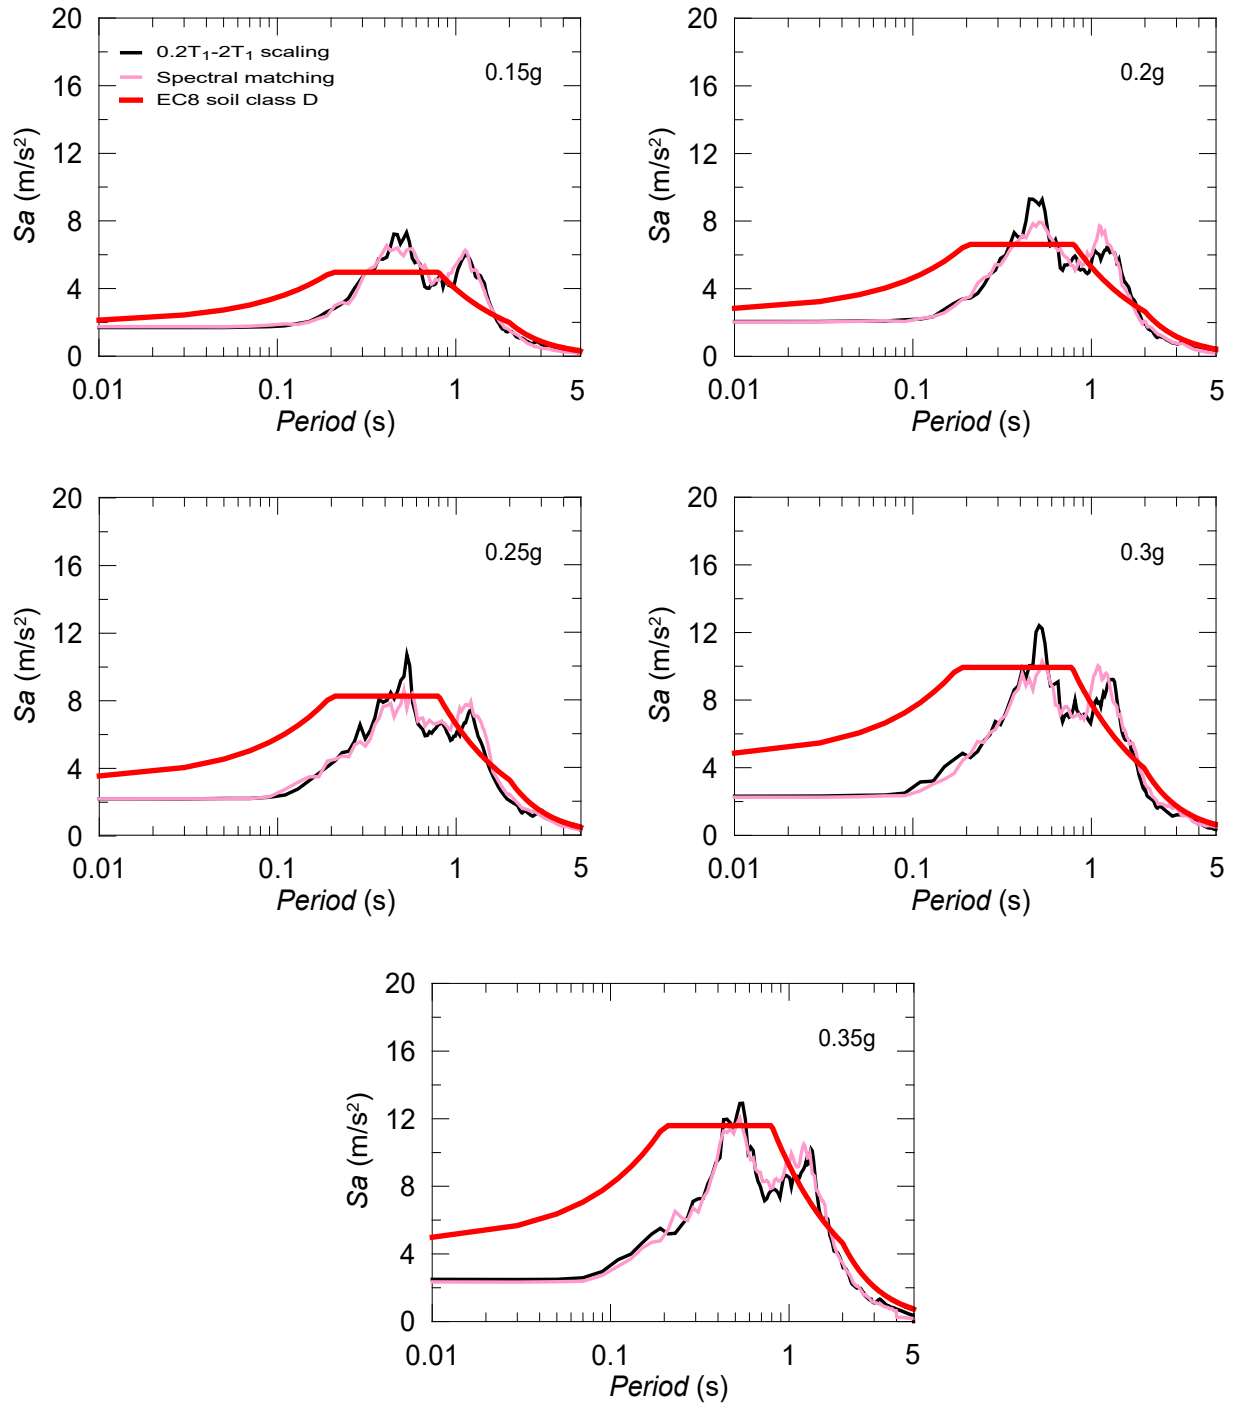 20
16
12
8
4
0
Sa (m/s²)
0.2T₁-2T₁ scaling
Spectral matching
EC8 soil class D
0.15g
0.01
0.1
1
5
Period (s)
20
16
12
8
4
0
Sa (m/s²)
0.2g
0.01
0.1
1
5
Period (s)
20
16
12
8
4
0
Sa (m/s²)
0.25g
0.01
0.1
1
5
Period (s)
20
16
12
8
4
0
Sa (m/s²)
0.3g
0.01
0.1
1
5
Period (s)
20
16
12
8
4
0
Sa (m/s²)
0.35g
0.01
0.1
1
5
Period (s)